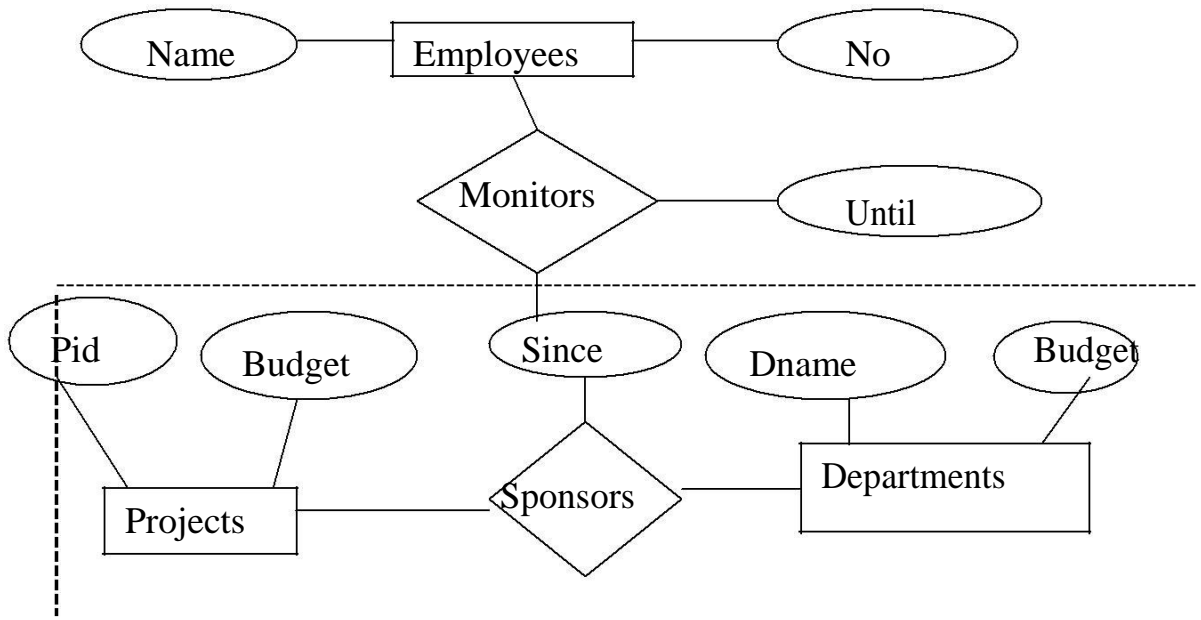 Name
Employees
No
Monitors
Until
Pid
Budget
Since
Dname
Budget
Projects
Sponsors
Departments